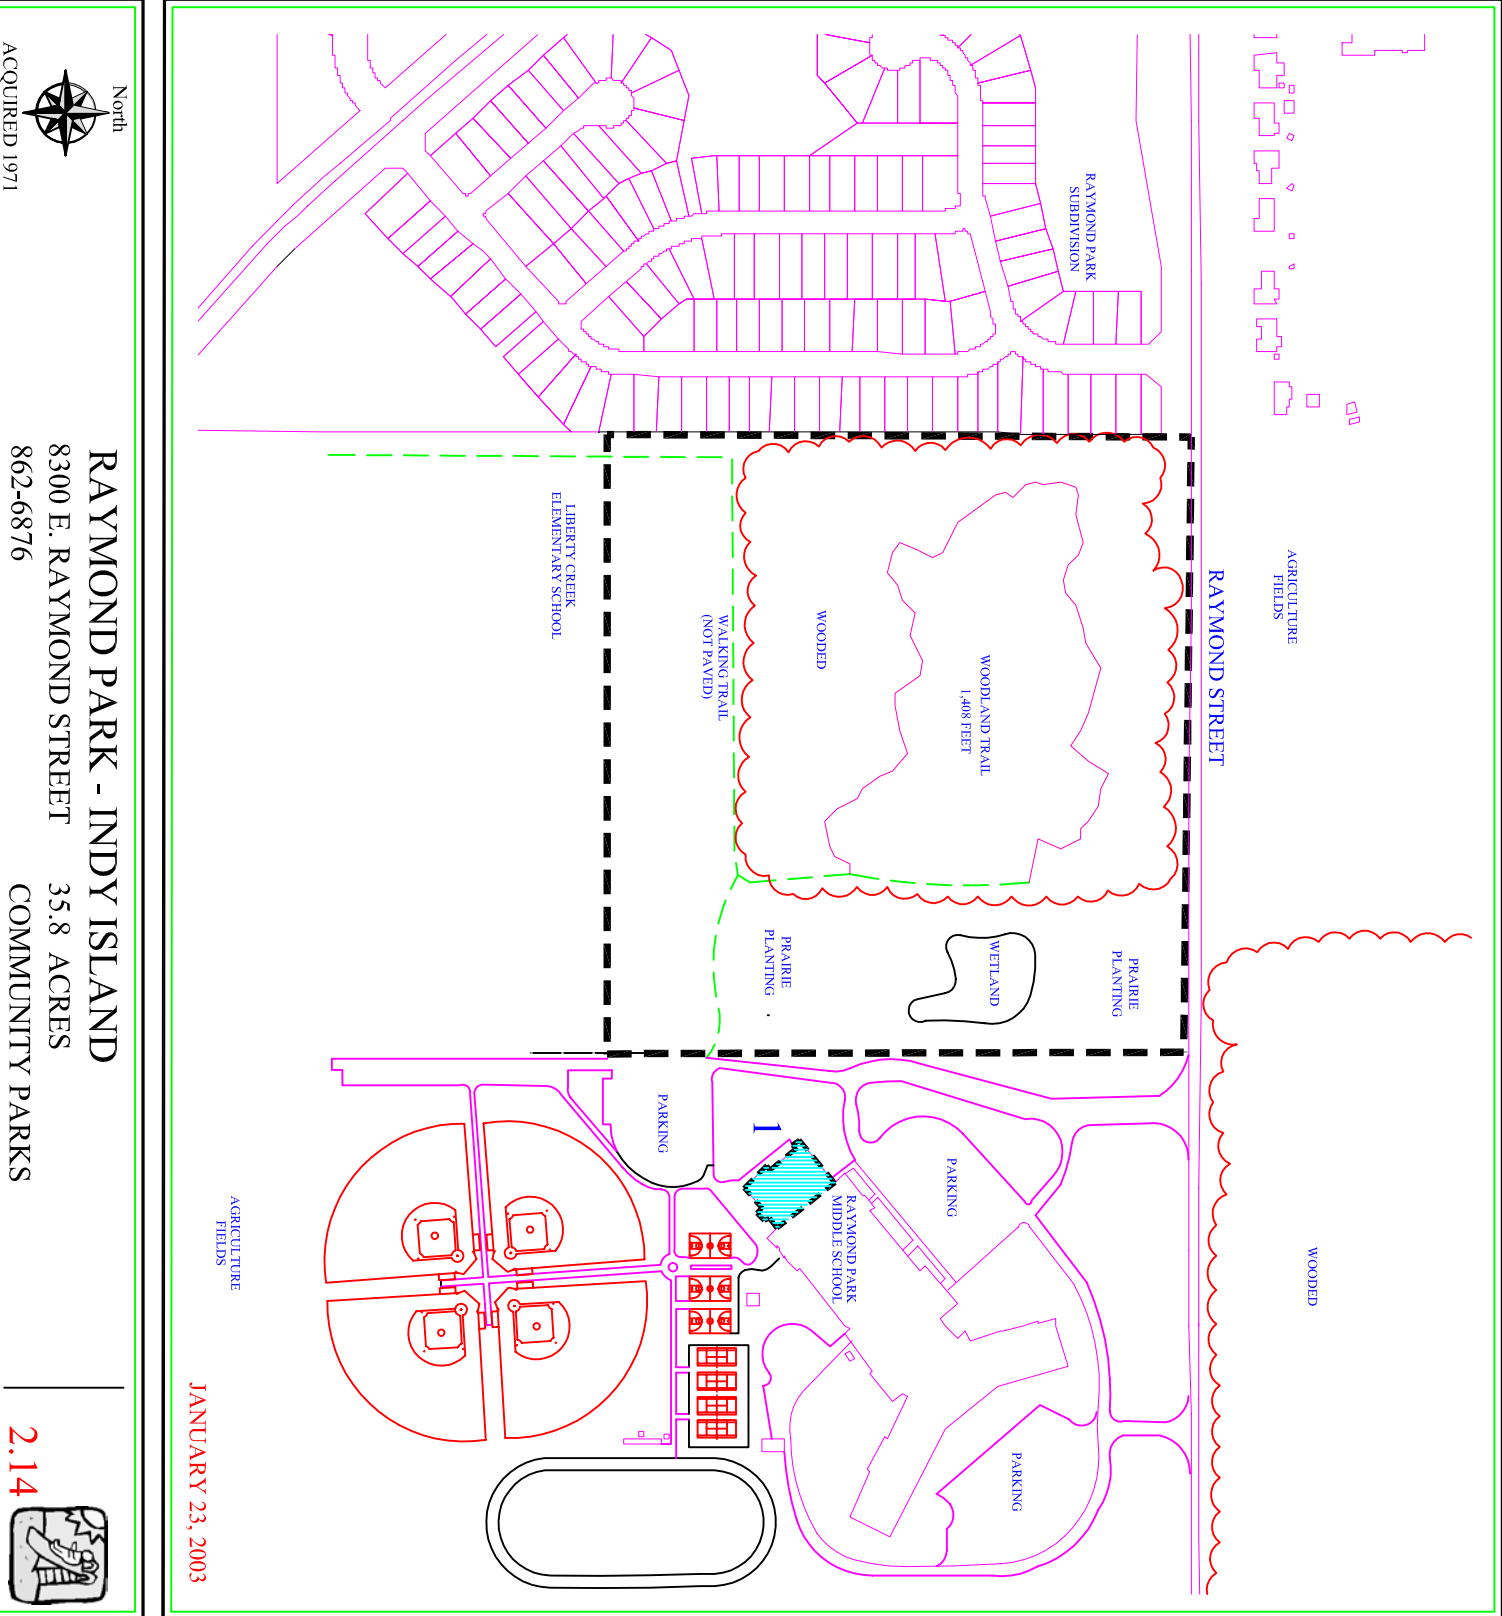 AGRICULTURE
FIELDS
WOODED
RAYMOND STREET
RAYMOND PARK
SUBDIVISION
WOODLAND TRAIL
1,408 FEET
WOODED
WALKING TRAIL
(NOT PAVED)
LIBERTY CREEK
ELEMENTARY SCHOOL
PRAIRIE
PLANTING
WETLAND
PRAIRIE
PLANTING
PARKING
PARKING
RAYMOND PARK
MIDDLE SCHOOL
1
PARKING
AGRICULTURE
FIELDS
JANUARY 23, 2003
North
ACQUIRED 1971
RAYMOND PARK - INDY ISLAND
8300 E. RAYMOND STREET 35.8 ACRES
862-6876 COMMUNITY PARKS
2.14